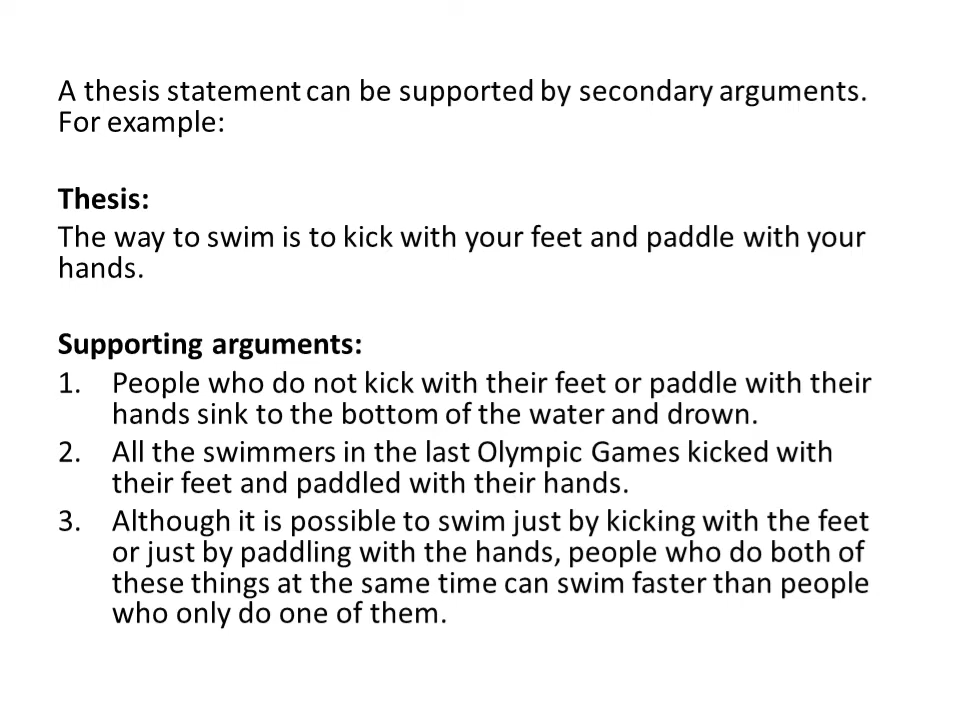 A thesis statement can be supported by secondary arguments.
For example:
Thesis:
The way to swim is to kick with your feet and paddle with your
hands.
Supporting arguments:
1. People who do not kick with their feet or paddle with their
hands sink to the bottom of the water and drown.
2. All the swimmers in the last Olympic Games kicked with
their feet and paddled with their hands.
3. Although it is possible to swim just by kicking with the feet
or just by paddling with the hands, people who do both of
these things at the same time can swim faster than people
who only do one of them.